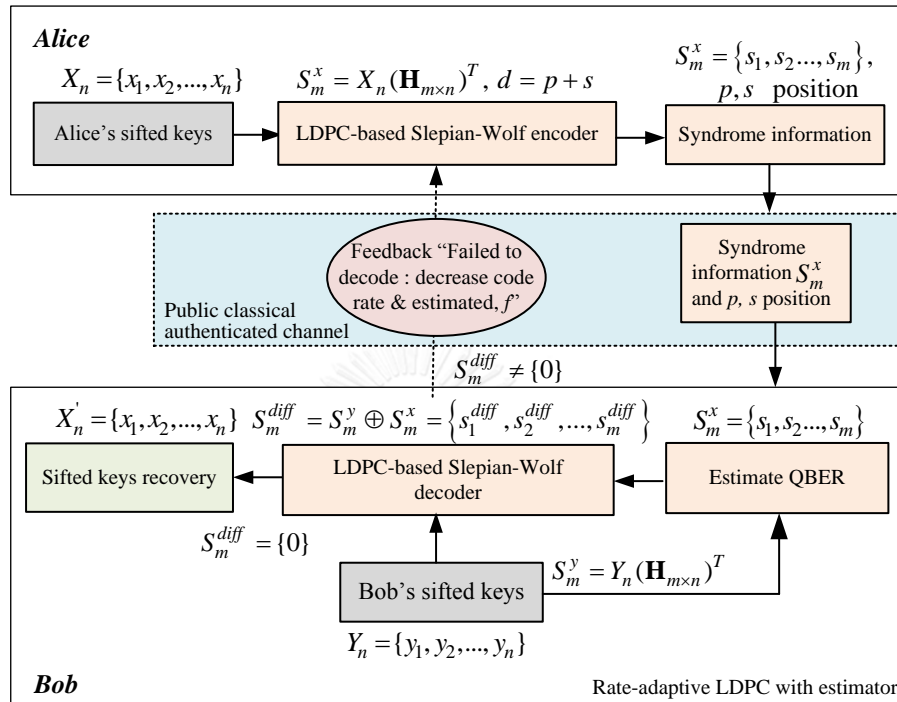 Alice
X_n = {x_1, x_2, ..., x_n}
S_m^x = X_n (H_{m×n})^T , d = p + s
S_m^x = {s_1, s_2 ..., s_m},
p, s position
Alice's sifted keys
LDPC-based Slepian-Wolf encoder
Syndrome information
Feedback "Failed to
decode : decrease code
rate & estimated, f"
Syndrome
information S_m^x
and p, s position
Public classical
authenticated channel
S_m^{diff} ≠ {0}
X_n^' = {x_1, x_2, ..., x_n}
S_m^{diff} = S_m^y ⊕ S_m^x = {s_1^{diff}, s_2^{diff}, ..., s_m^{diff}}
S_m^x = {s_1, s_2 ..., s_m}
Sifted keys recovery
LDPC-based Slepian-Wolf
decoder
Estimate QBER
S_m^{diff} = {0}
S_m^y = Y_n (H_{m×n})^T
Bob's sifted keys
Y_n = {y_1, y_2, ..., y_n}
Bob
Rate-adaptive LDPC with estimator